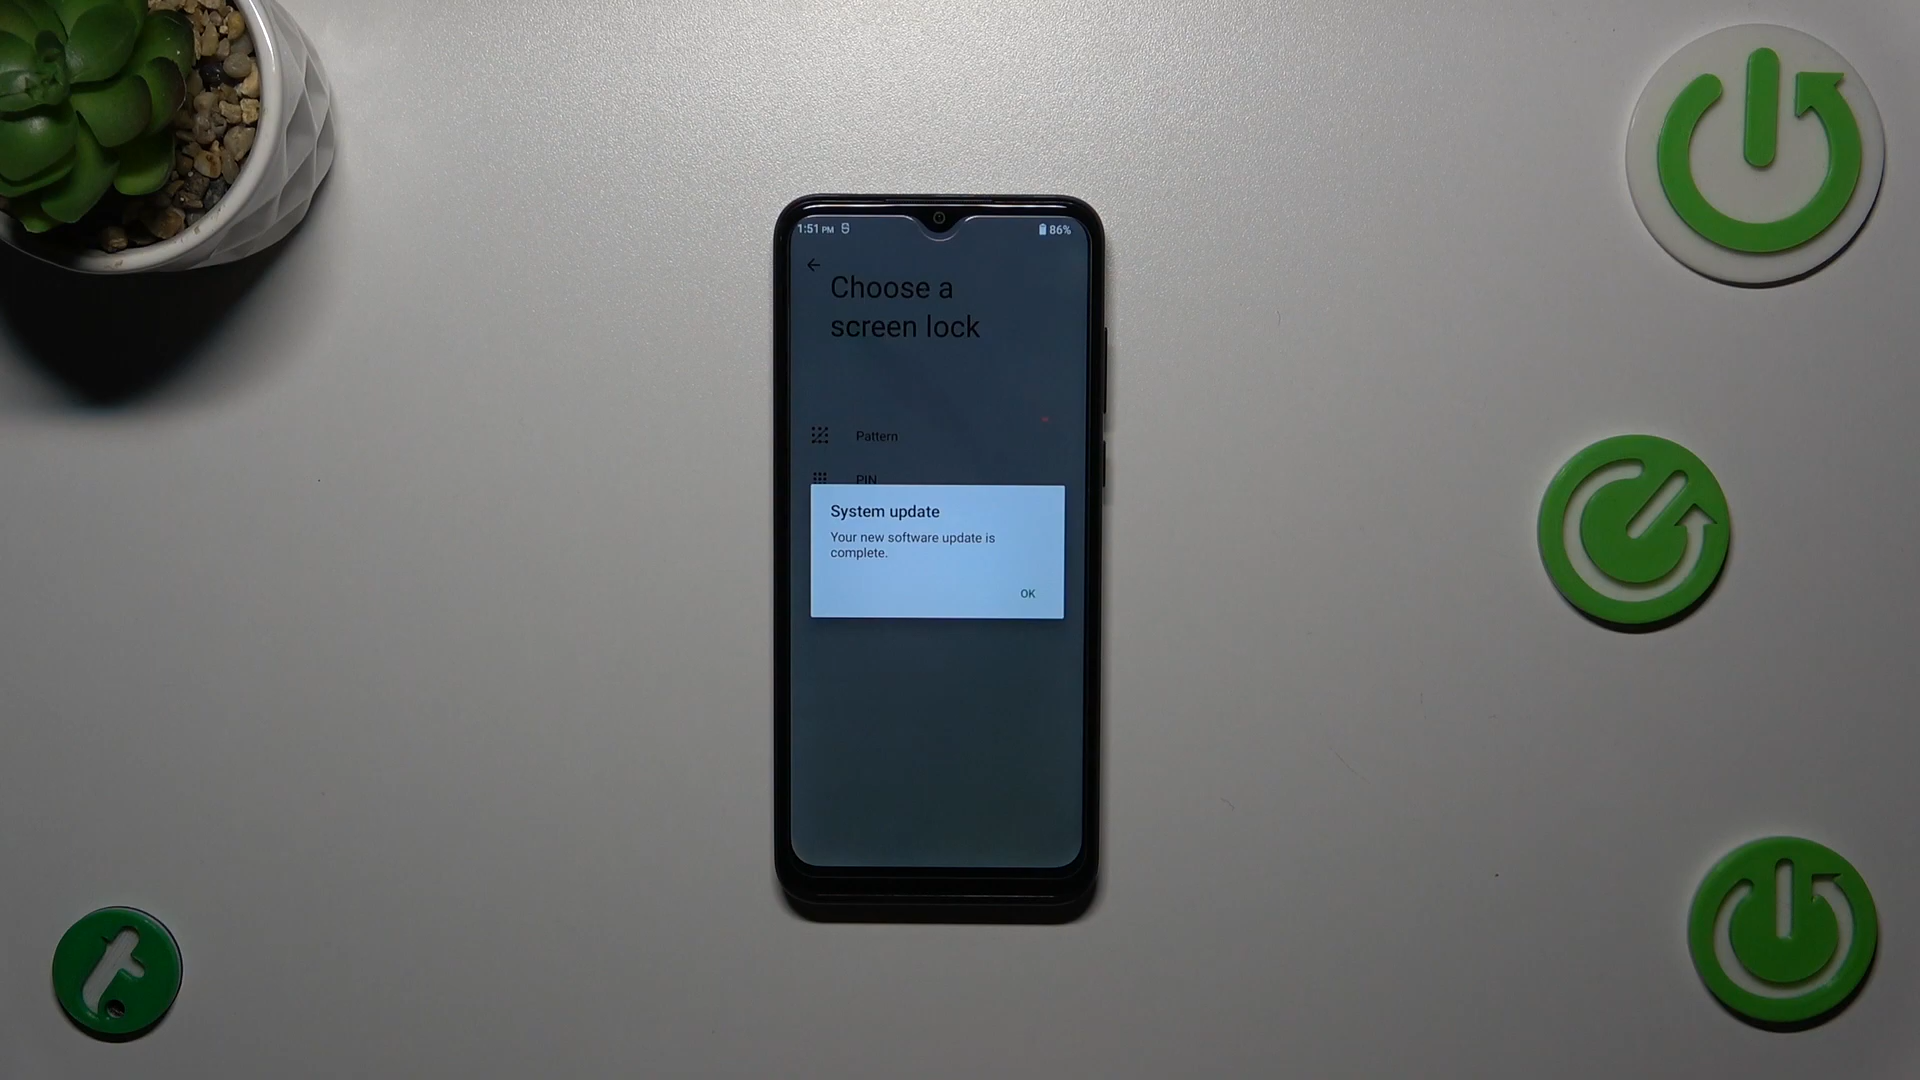 1:51 PM
86%
Choose a
screen lock
Pattern
PIN
System update
Your new software update is
complete.
OK